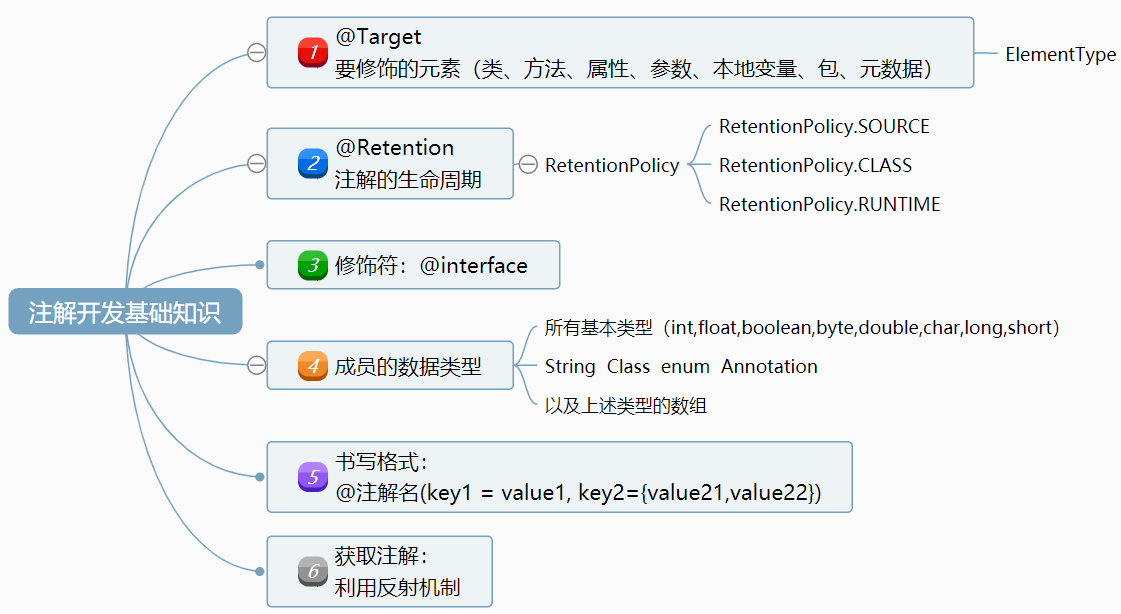 注解开发基础知识
1
@Target
要修饰的元素（类、方法、属性、参数、本地变量、包、元数据）
ElementType
2
@Retention
注解的生命周期
RetentionPolicy
RetentionPolicy.SOURCE
RetentionPolicy.CLASS
RetentionPolicy.RUNTIME
3
修饰符：@interface
4
成员的数据类型
所有基本类型（int,float,boolean,byte,double,char,long,short）
String Class enum Annotation
以及上述类型的数组
5
书写格式：
@注解名(key1 = value1, key2={value21,value22})
6
获取注解：
利用反射机制